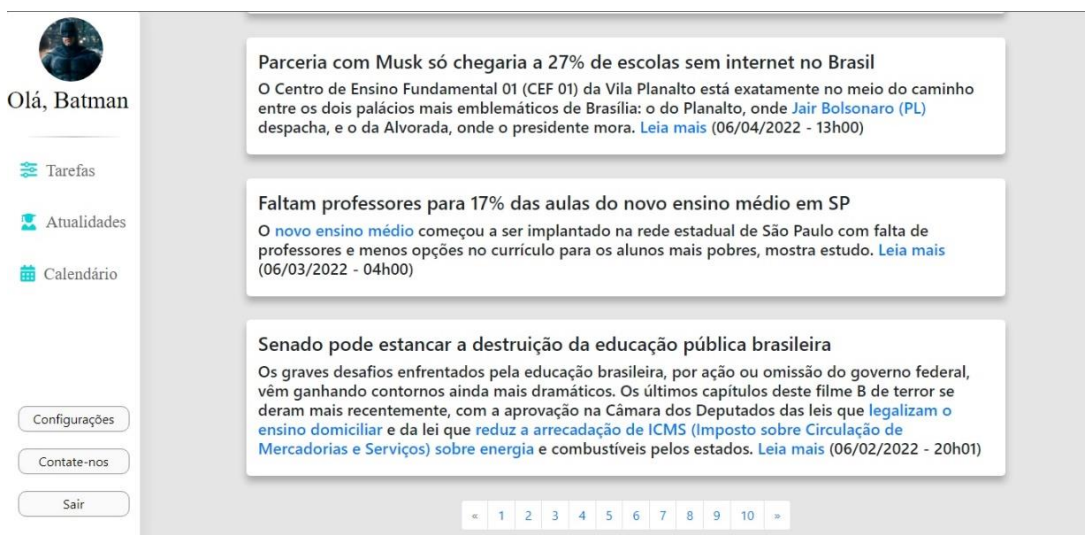 Olá, Batman
Tarefas
Atualidades
Calendário
Configurações
Contate-nos
Sair
Parceria com Musk só chegaria a 27% de escolas sem internet no Brasil
O Centro de Ensino Fundamental 01 (CEF 01) da Vila Planalto está exatamente no meio do caminho
entre os dois palácios mais emblemáticos de Brasília: o do Planalto, onde Jair Bolsonaro (PL)
despacha, e o da Alvorada, onde o presidente mora. Leia mais (06/04/2022 - 13h00)
Faltam professores para 17% das aulas do novo ensino médio em SP
O novo ensino médio começou a ser implantado na rede estadual de São Paulo com falta de
professores e menos opções no currículo para os alunos mais pobres, mostra estudo. Leia mais
(06/03/2022 - 04h00)
Senado pode estancar a destruição da educação pública brasileira
Os graves desafios enfrentados pela educação brasileira, por ação ou omissão do governo federal,
vêm ganhando contornos ainda mais dramáticos. Os últimos capítulos deste filme B de terror se
deram mais recentemente, com a aprovação na Câmara dos Deputados das leis que legalizam o
ensino domiciliar e da lei que reduz a arrecadação de ICMS (Imposto sobre Circulação de
Mercadorias e Serviços) sobre energia e combustíveis pelos estados. Leia mais (06/02/2022 - 20h01)
« 1 2 3 4 5 6 7 8 9 10 »